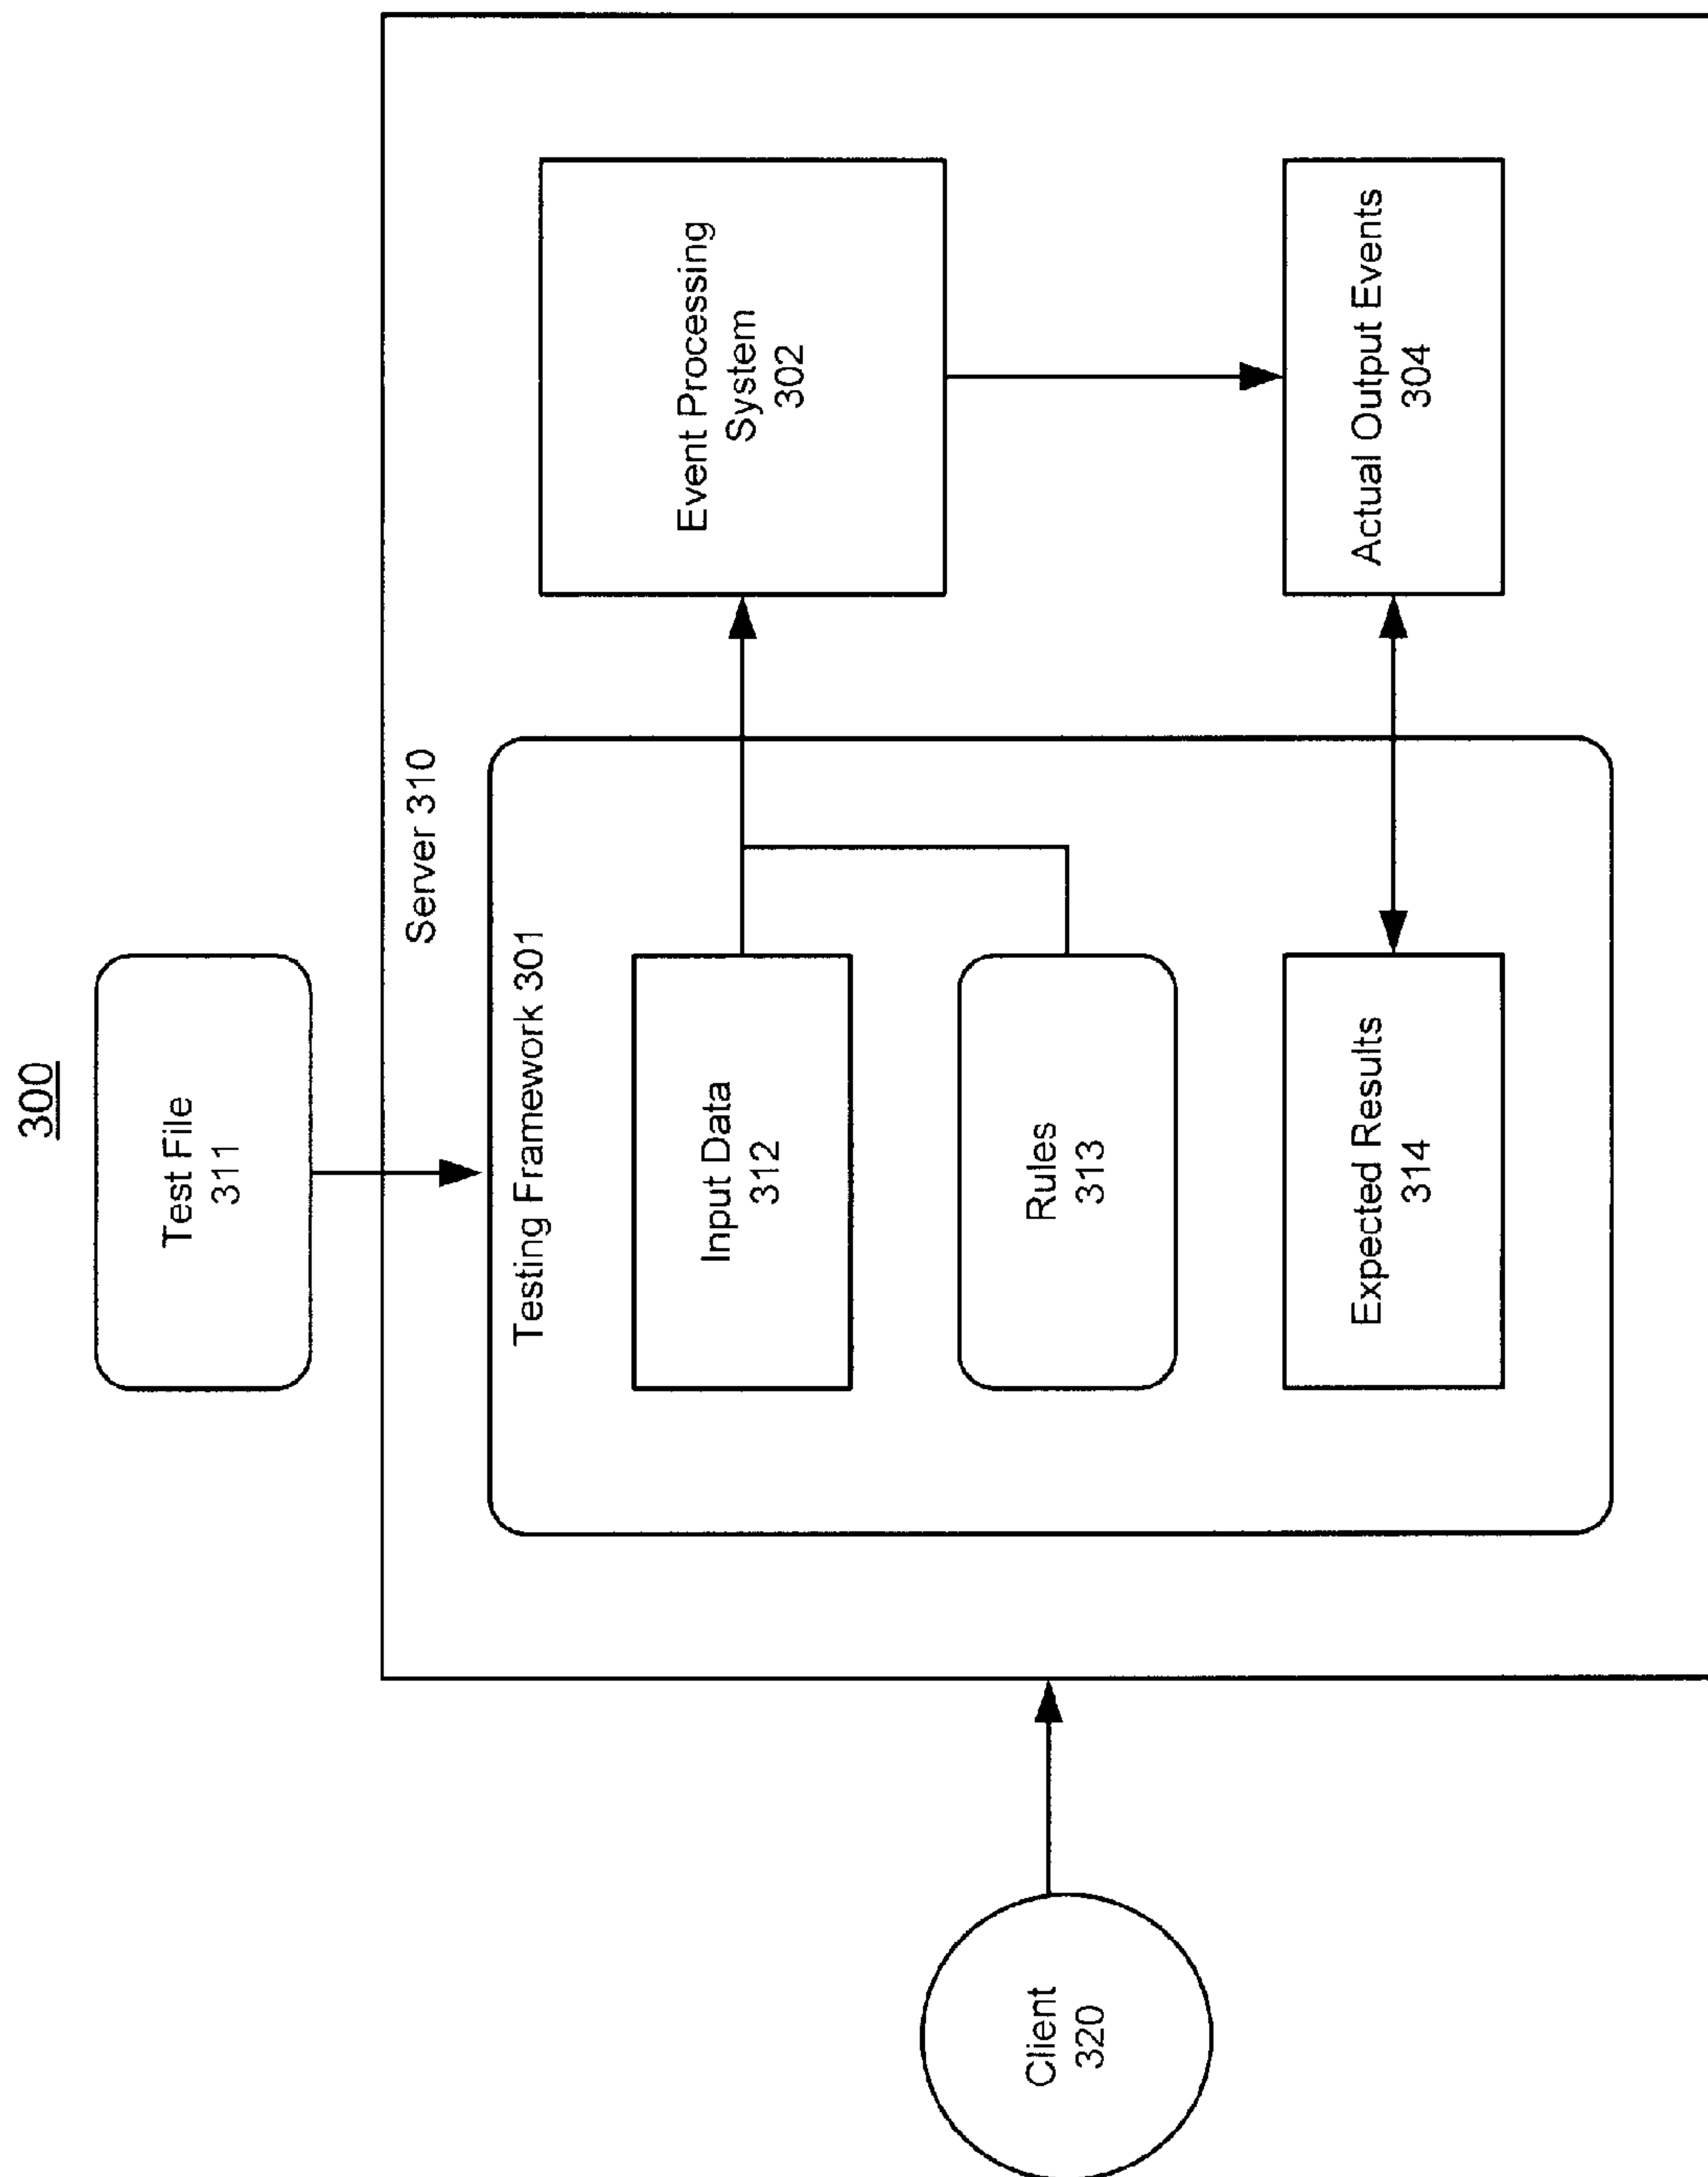 300
Test File
311
Server 310
Testing Framework 301
Input Data
312
Rules
313
Expected Results
314
Event Processing
System
302
Actual Output Events
304
Client
320